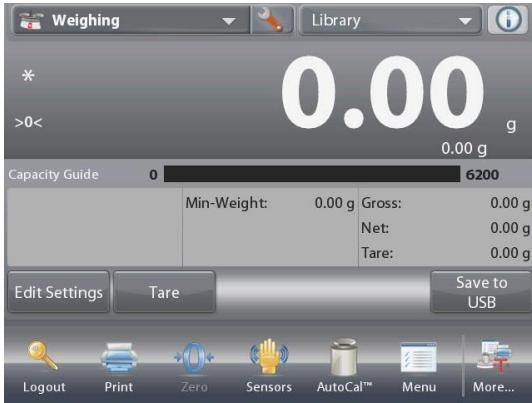 Weighing Library
*
>0<
0.00 g
0.00 g
Capacity Guide 0 6200
Min-Weight: 0.00 g Gross: 0.00 g
Net: 0.00 g
Tare: 0.00 g
Edit Settings Tare Save to
USB
→0←
Logout Print Zero Sensors AutoCal™ Menu More...